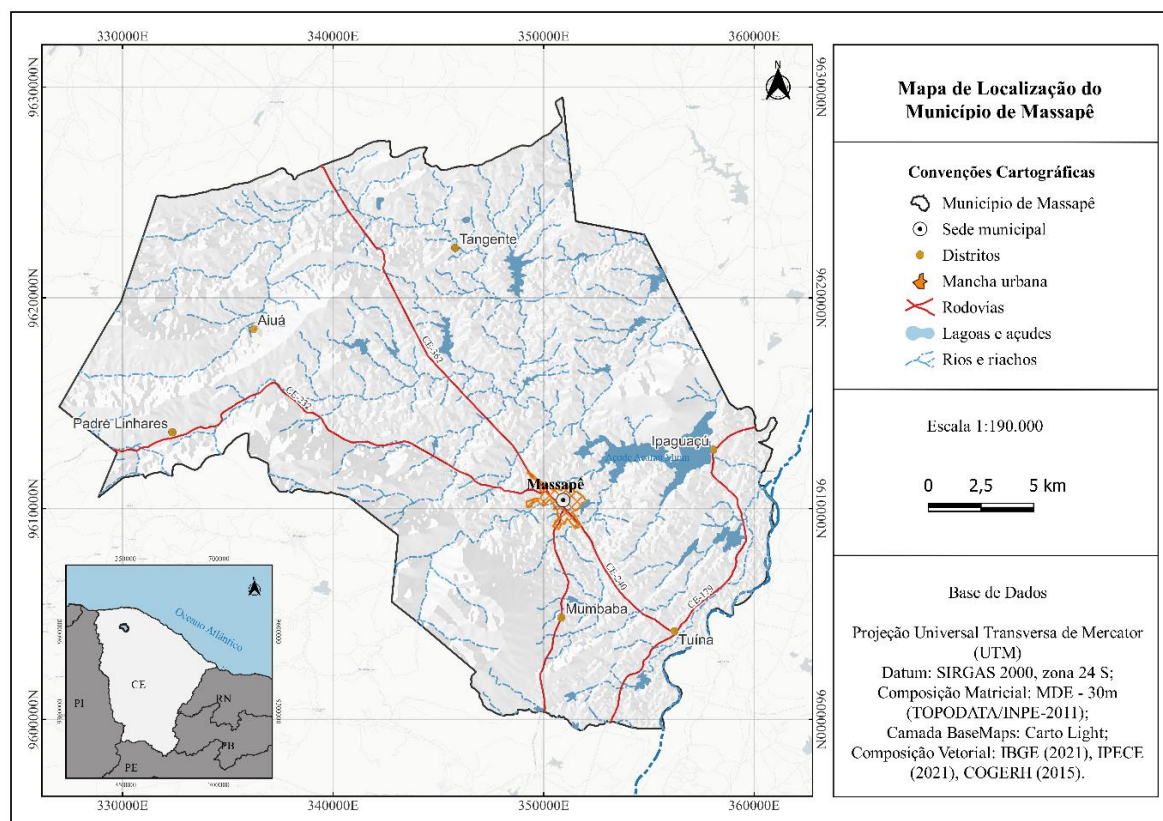 330000E
340000E
350000E
360000E
9630000N
9630000N
N
Tangente
9620000N
9620000N
Aiuá
CE-362
CE-232
Padre Linhares
Ipaguaçú
Massapê
9610000N
9610000N
CE-240
CE-179
Mumbaba
Tuína
9600000N
9600000N
330000E
340000E
350000E
360000E
Oceano Atlântico
CE
PI
RN
PB
PE
Mapa de Localização do
Município de Massapê
Convenções Cartográficas
Município de Massapê
Sede municipal
Distritos
Mancha urbana
Rodovias
Lagoas e açudes
Rios e riachos
Escala 1:190.000
0 2,5 5 km
Base de Dados
Projeção Universal Transversa de Mercator
(UTM)
Datum: SIRGAS 2000, zona 24 S;
Composição Matricial: MDE - 30m
(TOPODATA/INPE-2011);
Camada BaseMaps: Carto Light;
Composição Vetorial: IBGE (2021), IPECE
(2021), COGERH (2015).